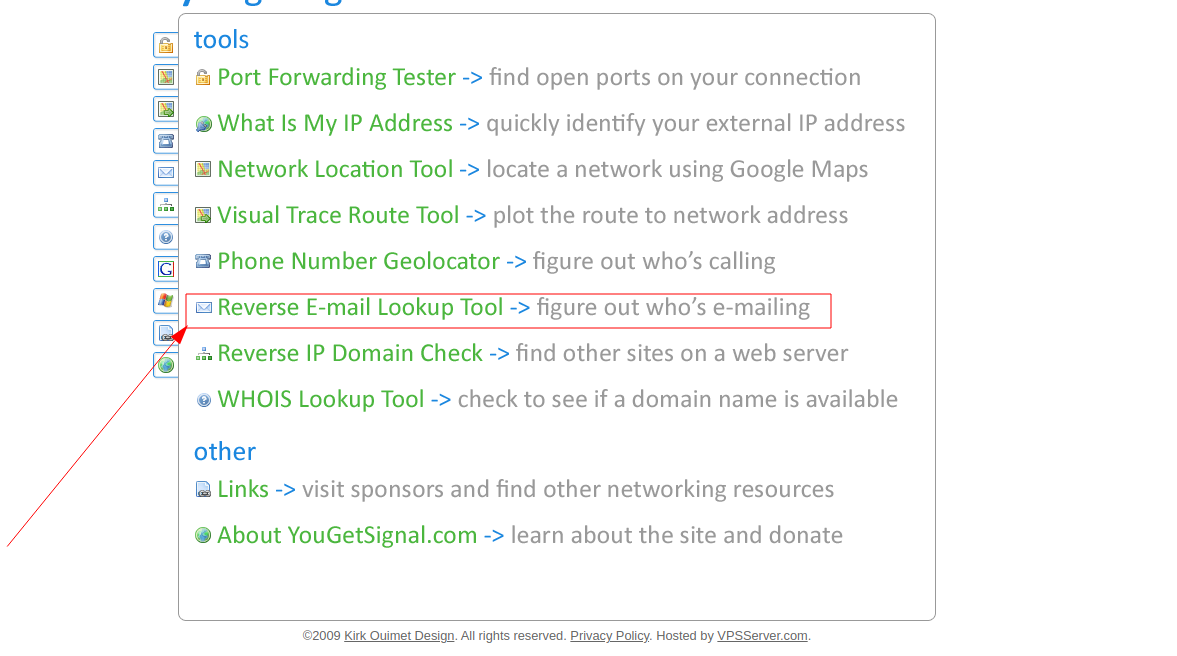 tools
Port Forwarding Tester -> find open ports on your connection
What Is My IP Address -> quickly identify your external IP address
Network Location Tool -> locate a network using Google Maps
Visual Trace Route Tool -> plot the route to network address
Phone Number Geolocator -> figure out who’s calling
Reverse E-mail Lookup Tool -> figure out who’s e-mailing
Reverse IP Domain Check -> find other sites on a web server
WHOIS Lookup Tool -> check to see if a domain name is available
other
Links -> visit sponsors and find other networking resources
About YouGetSignal.com -> learn about the site and donate
©2009 Kirk Ouimet Design. All rights reserved. Privacy Policy. Hosted by VPSServer.com.